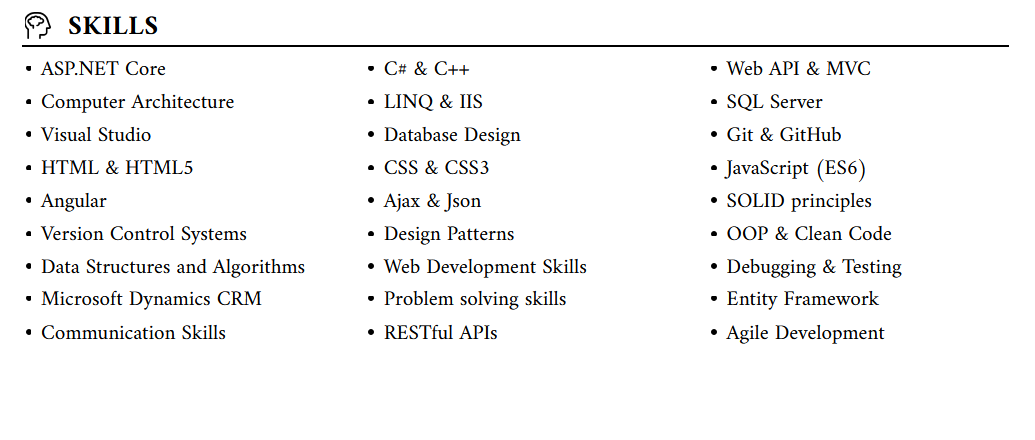 SKILLS
• ASP.NET Core • C# & C++ • Web API & MVC
• Computer Architecture • LINQ & IIS • SQL Server
• Visual Studio • Database Design • Git & GitHub
• HTML & HTML5 • CSS & CSS3 • JavaScript (ES6)
• Angular • Ajax & Json • SOLID principles
• Version Control Systems • Design Patterns • OOP & Clean Code
• Data Structures and Algorithms • Web Development Skills • Debugging & Testing
• Microsoft Dynamics CRM • Problem solving skills • Entity Framework
• Communication Skills • RESTful APIs • Agile Development